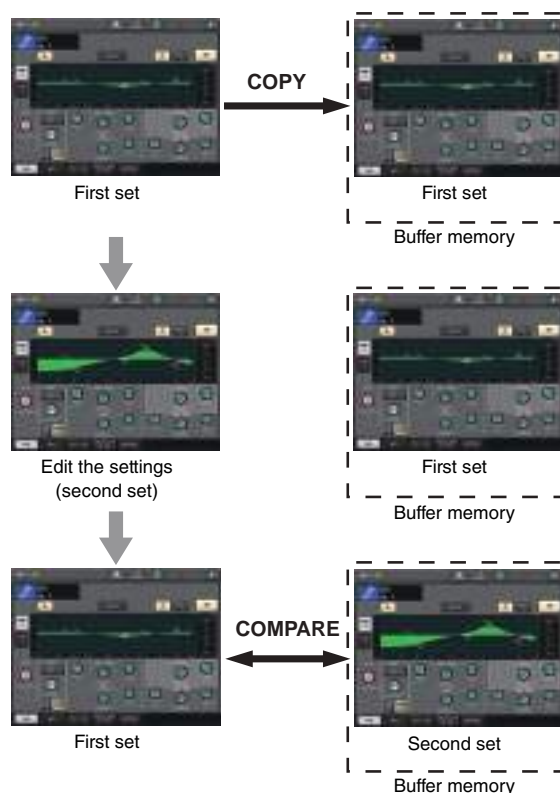 COPY
First set
First set
Buffer memory
Edit the settings
(second set)
First set
Buffer memory
COMPARE
First set
Second set
Buffer memory